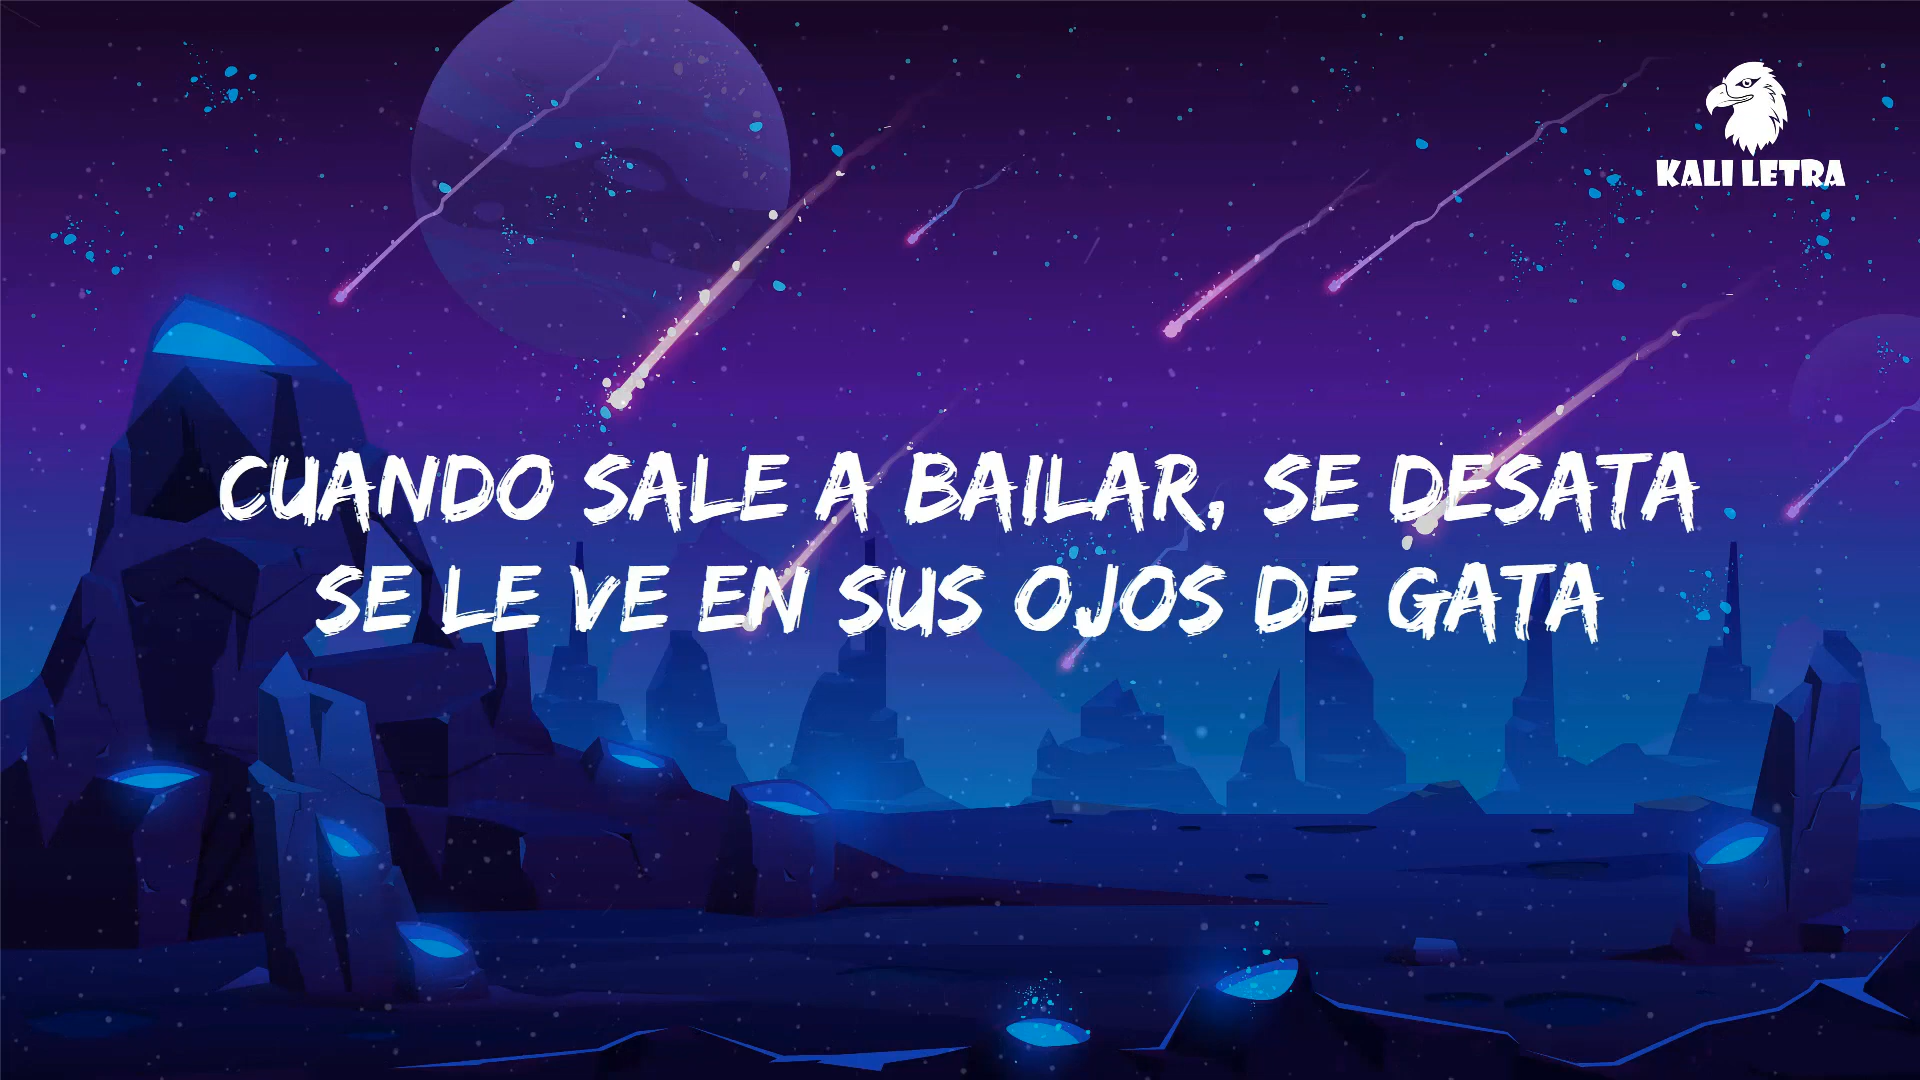 KALI LETRA
CUANDO SALE A BAILAR, SE DESATA
SE LE VE EN SUS OJOS DE GATA